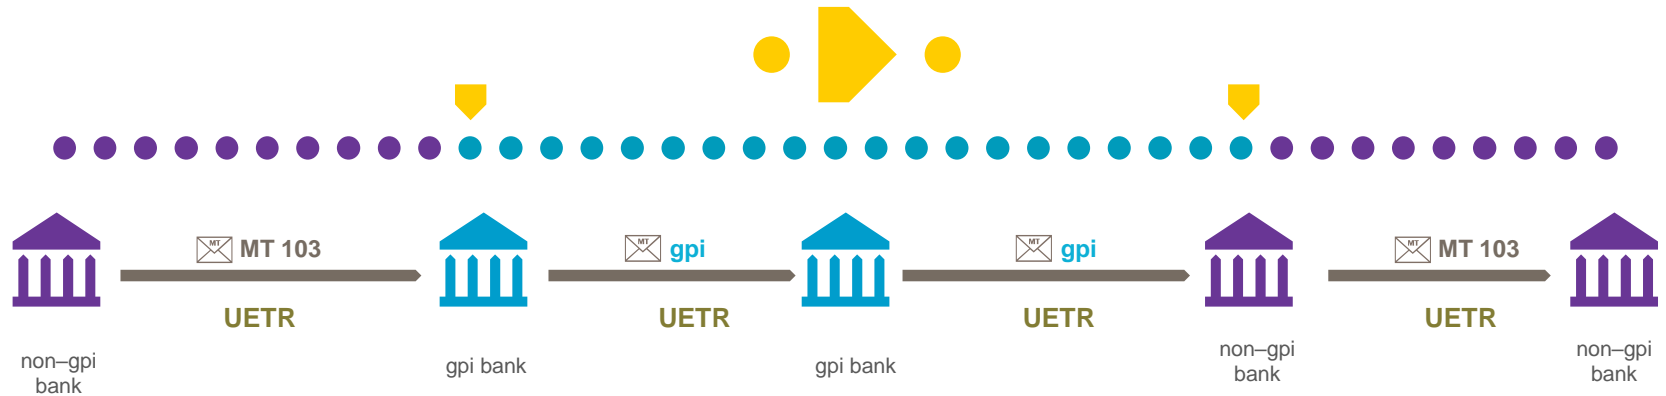 MT MT 103
MT gpi
MT gpi
MT MT 103
UETR
UETR
UETR
UETR
non–gpi
bank
gpi bank
gpi bank
non–gpi
bank
non–gpi
bank